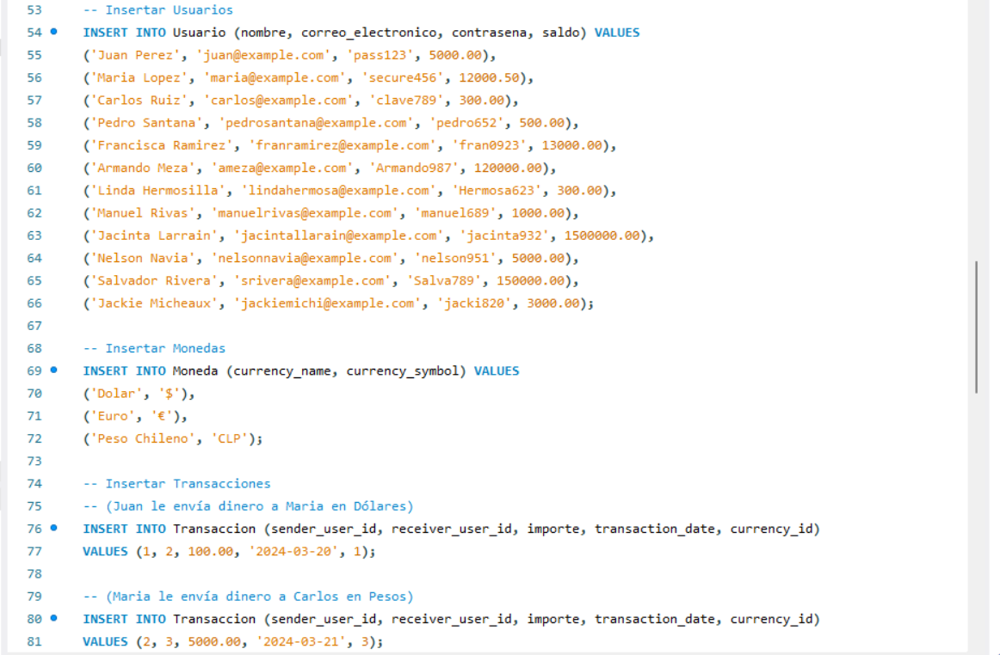 53 -- Insertar Usuarios
54 INSERT INTO Usuario (nombre, correo_electronico, contrasena, saldo) VALUES
55 ('Juan Perez', 'juan@example.com', 'pass123', 5000.00),
56 ('Maria Lopez', 'maria@example.com', 'secure456', 12000.50),
57 ('Carlos Ruiz', 'carlos@example.com', 'clave789', 300.00),
58 ('Pedro Santana', 'pedrosantana@example.com', 'pedro652', 500.00),
59 ('Francisca Ramirez', 'franramirez@example.com', 'fran0923', 13000.00),
60 ('Armando Meza', 'ameza@example.com', 'Armando987', 120000.00),
61 ('Linda Hermosilla', 'lindahermosa@example.com', 'Hermosa623', 300.00),
62 ('Manuel Rivas', 'manuelrivas@example.com', 'manuel689', 1000.00),
63 ('Jacinta Larrain', 'jacintallarain@example.com', 'jacinta932', 1500000.00),
64 ('Nelson Navia', 'nelsonnavia@example.com', 'nelson951', 5000.00),
65 ('Salvador Rivera', 'srivera@example.com', 'Salva789', 150000.00),
66 ('Jackie Micheaux', 'jackiemichi@example.com', 'jacki820', 3000.00);
67
68 -- Insertar Monedas
69 INSERT INTO Moneda (currency_name, currency_symbol) VALUES
70 ('Dolar', '$'),
71 ('Euro', '€'),
72 ('Peso Chileno', 'CLP');
73
74 -- Insertar Transacciones
75 -- (Juan le envía dinero a Maria en Dólares)
76 INSERT INTO Transaccion (sender_user_id, receiver_user_id, importe, transaction_date, currency_id)
77 VALUES (1, 2, 100.00, '2024-03-20', 1);
78
79 -- (Maria le envía dinero a Carlos en Pesos)
80 INSERT INTO Transaccion (sender_user_id, receiver_user_id, importe, transaction_date, currency_id)
81 VALUES (2, 3, 5000.00, '2024-03-21', 3);